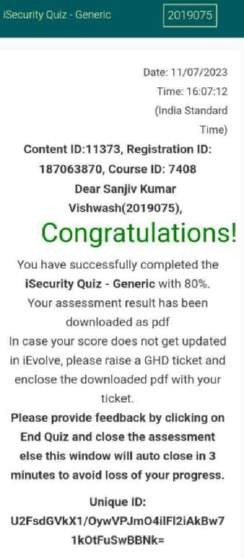 iSecurity Quiz - Generic 2019075
Date: 11/07/2023
Time: 16:07:12
(India Standard
Time)
Content ID:11373, Registration ID:
187063870, Course ID: 7408
Dear Sanjiv Kumar
Vishwash(2019075),
Congratulations!
You have successfully completed the
iSecurity Quiz - Generic with 80%.
Your assessment result has been
downloaded as pdf
In case your score does not get updated
in iEvolve, please raise a GHD ticket and
enclose the downloaded pdf with your
ticket.
Please provide feedback by clicking on
End Quiz and close the assessment
else this window will auto close in 3
minutes to avoid loss of your progress.
Unique ID:
U2FsdGVkX1/OywVPJmO4ilFl2iAkBw7
1kOtFuSwBBNk=